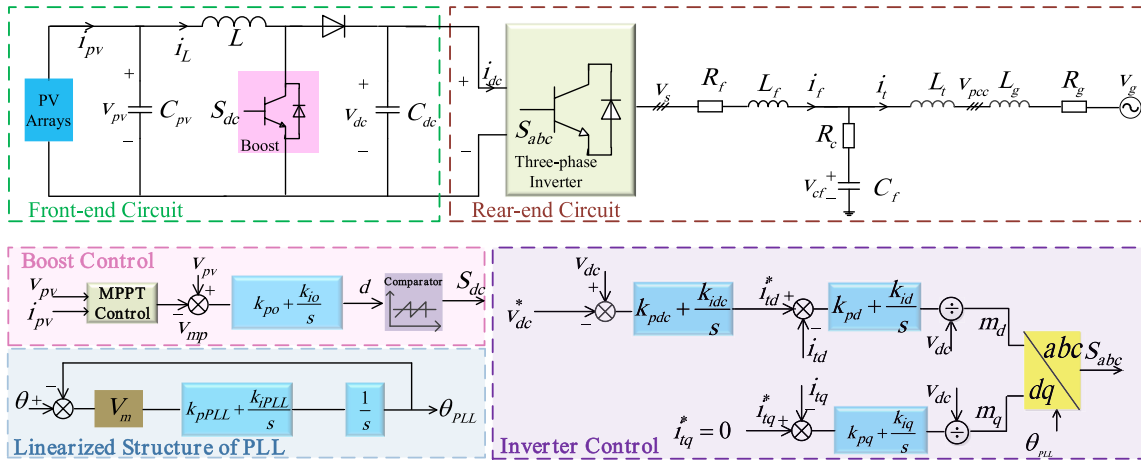 i_pv
i_L
L
PV
Arrays
+
v_pv
−
C_pv
S_dc
Boost
+
v_dc
−
C_dc
Front-end Circuit
+
−
i_dc
S_abc
Three-phase
Inverter
v_s
R_f
L_f
i_f
i_t
L_t
v_pcc
L_g
R_g
v_g
R_c
v_cf
+
−
C_f
Rear-end Circuit
Boost Control
v_pv
i_pv
MPPT
Control
v_pv
+
−
v_mp
k_po + k_io/s
d
Comparator
S_dc
θ
+
−
V_m
k_pPLL + k_iPLL/s
1/s
θ_PLL
Linearized Structure of PLL
v_dc
+
v*_dc
−
k_pdc + k_idc/s
i*_td
+
−
i_td
k_pd + k_id/s
÷
v_dc
m_d
i_tq
−
i*_tq = 0
i*_tq
+
k_pq + k_iq/s
v_dc
÷
m_q
abc
dq
S_abc
θ_PLL
Inverter Control